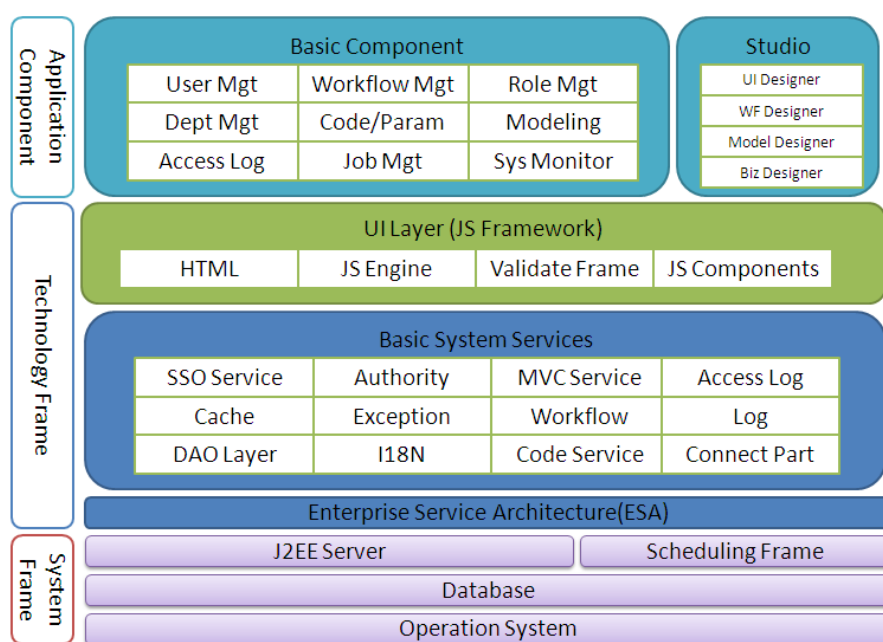 Application
Component
Basic Component
User Mgt
Workflow Mgt
Role Mgt
Dept Mgt
Code/Param
Modeling
Access Log
Job Mgt
Sys Monitor
Studio
UI Designer
WF Designer
Model Designer
Biz Designer
Technology Frame
UI Layer (JS Framework)
HTML
JS Engine
Validate Frame
JS Components
Basic System Services
SSO Service
Authority
MVC Service
Access Log
Cache
Exception
Workflow
Log
DAO Layer
I18N
Code Service
Connect Part
Enterprise Service Architecture(ESA)
System
Frame
J2EE Server
Scheduling Frame
Database
Operation System